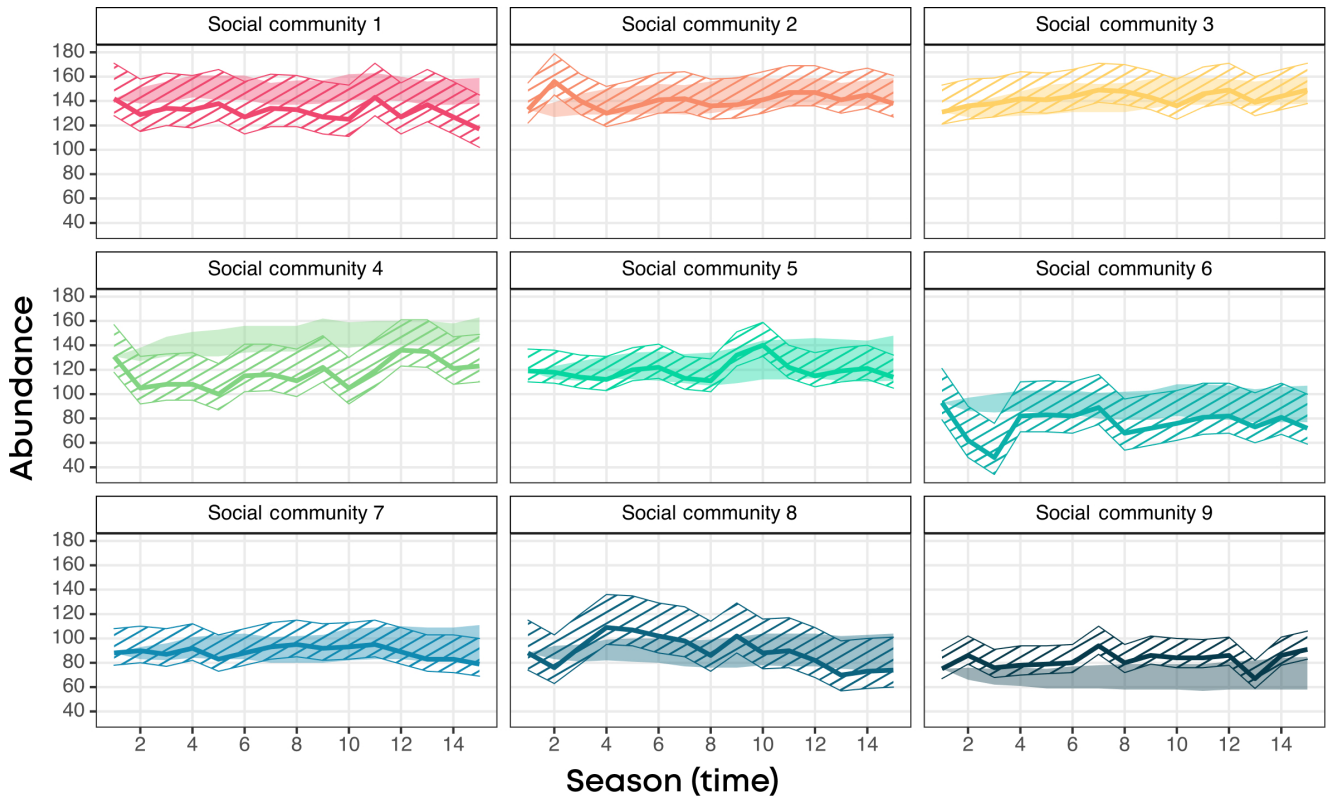 Social community 1
Social community 2
Social community 3
180
160
140
120
100
80
60
40
Social community 4
Social community 5
Social community 6
180
160
140
120
100
80
60
40
Social community 7
Social community 8
Social community 9
180
160
140
120
100
80
60
40
2 4 6 8 10 12 14
2 4 6 8 10 12 14
2 4 6 8 10 12 14
Abundance
Season (time)